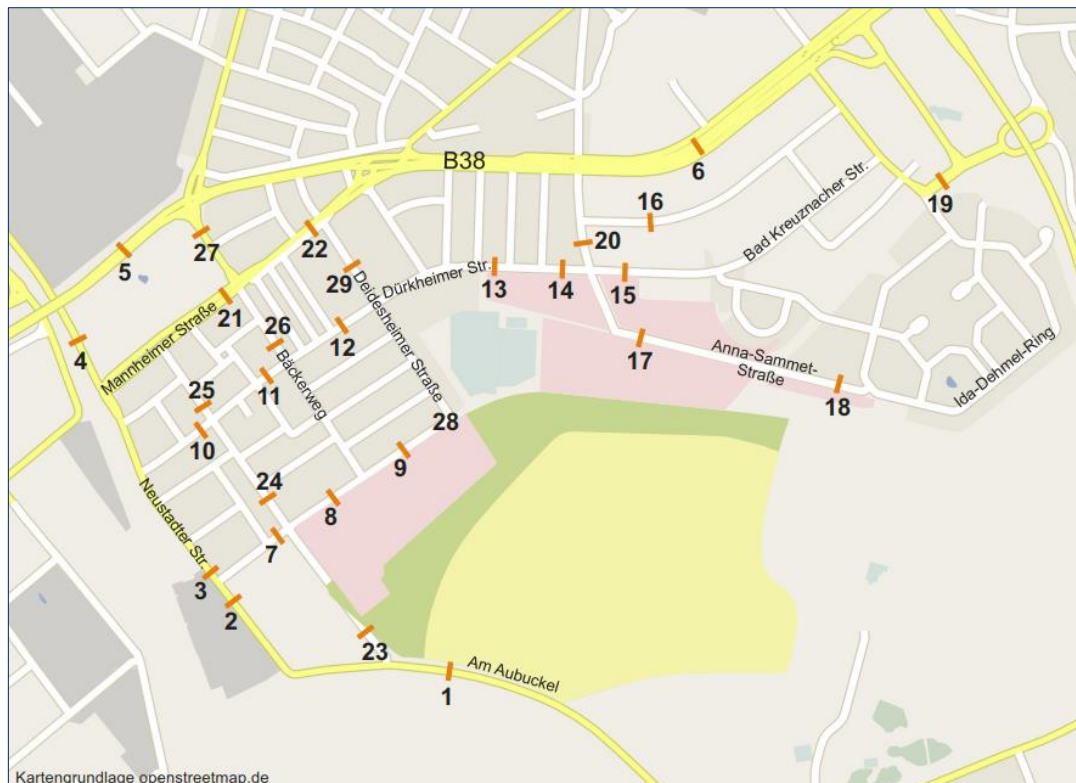 B38
6
5
27
22
29
20
16
19
Bad Kreuznacher Str.
Dürkheimer Str.
13
14
15
Deidesheimer Straße
21
Mannheimer Straße
26
12
4
Bäckerweg
11
25
10
17
Anna-Sammet-
Straße
18
Ida-Dehmel-Ring
28
9
24
8
7
Neustadter Str.
3
2
23
1
Am Aubuckel
Kartengrundlage openstreetmap.de